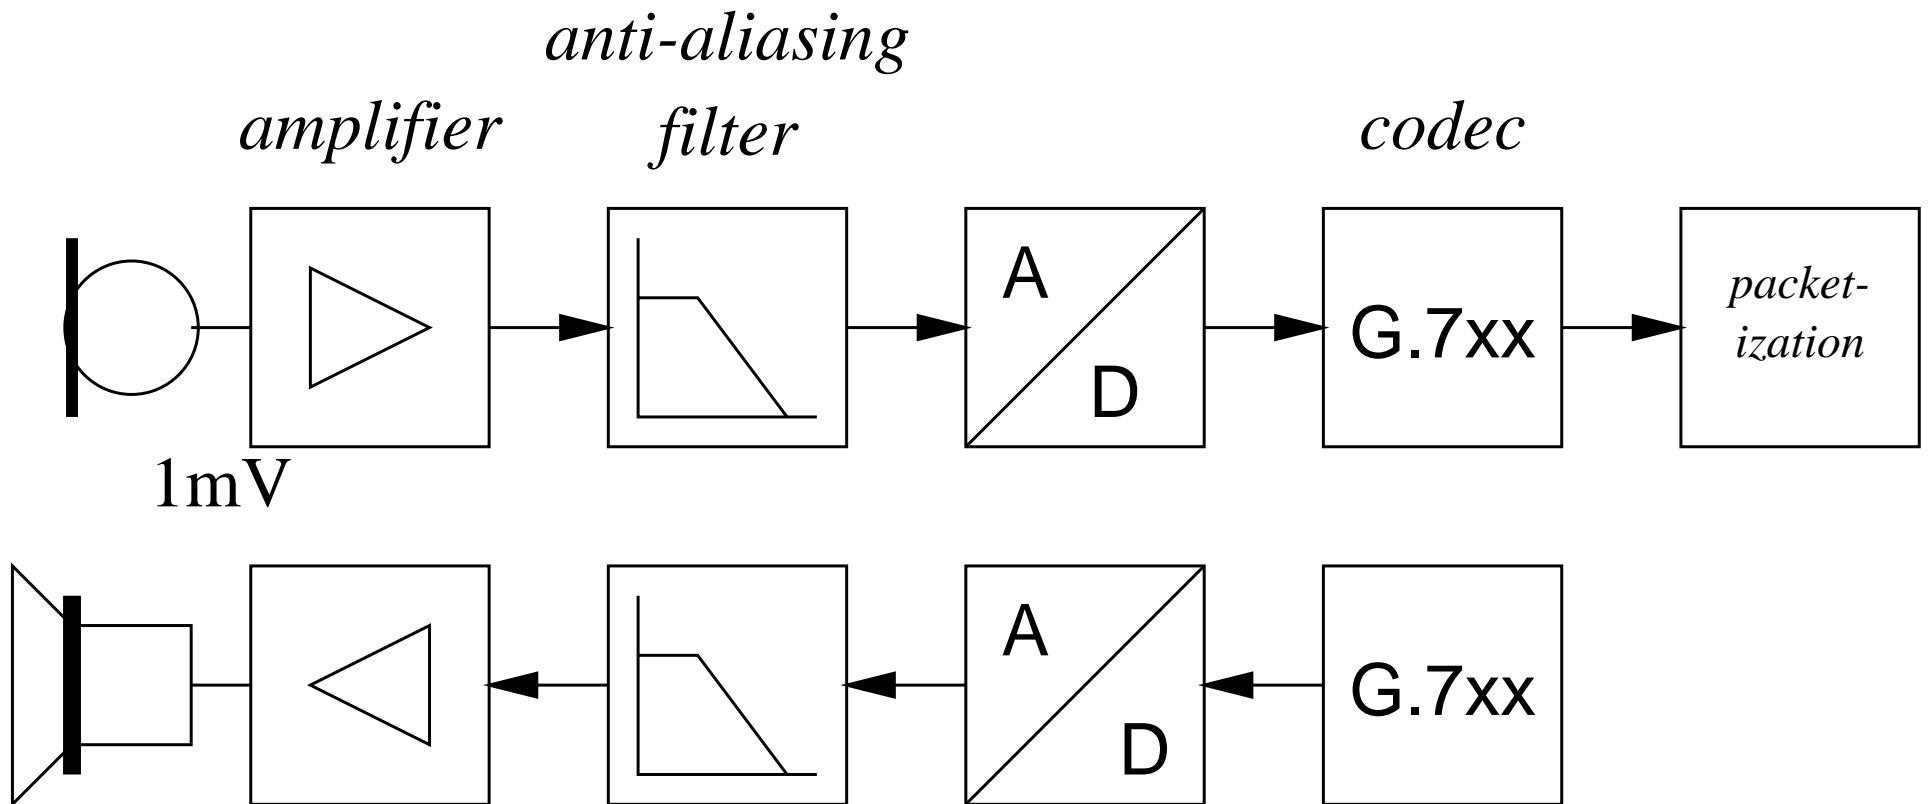 anti-aliasing
amplifier filter codec
A
D
G.7xx
packet-
ization
1mV
A
D
G.7xx